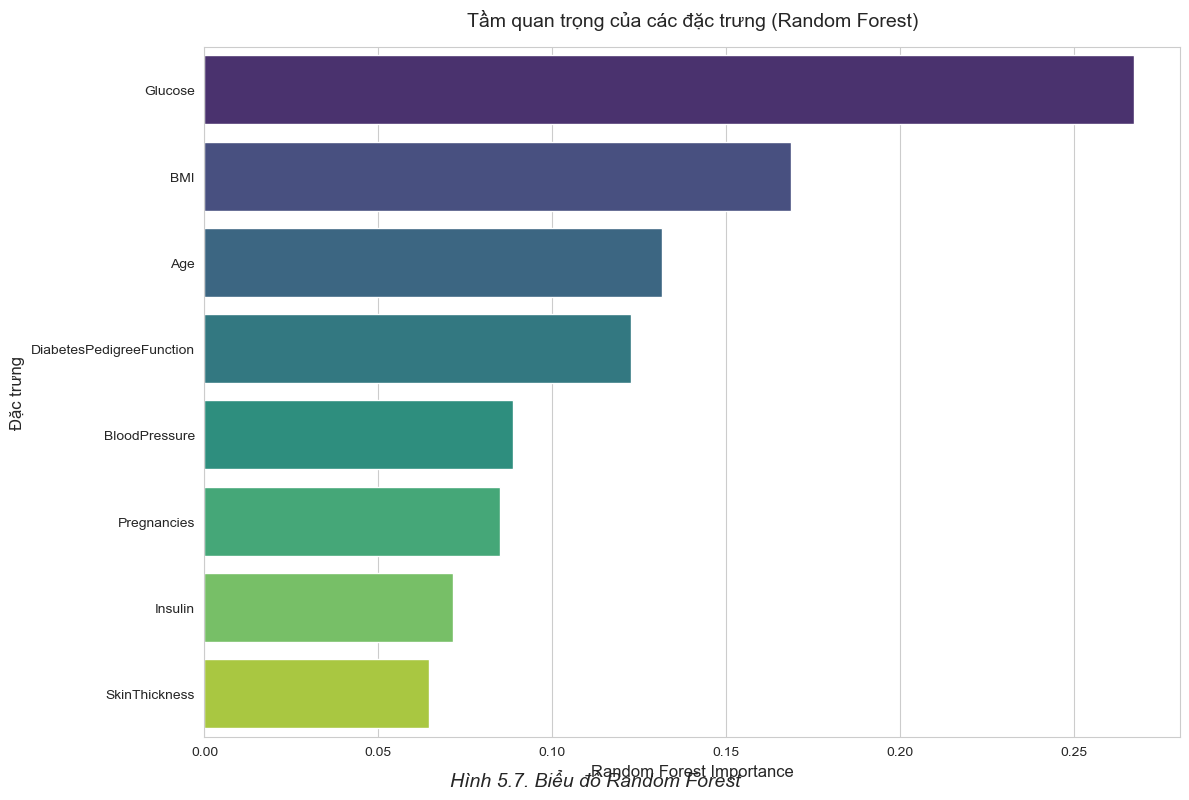 Tầm quan trọng của các đặc trưng (Random Forest)
Glucose
BMI
Age
DiabetesPedigreeFunction
BloodPressure
Pregnancies
Insulin
SkinThickness
Đặc trưng
0.00 0.05 0.10 0.15 0.20 0.25
Random Forest Importance
Hình 5.7. Biểu đồ Random Forest